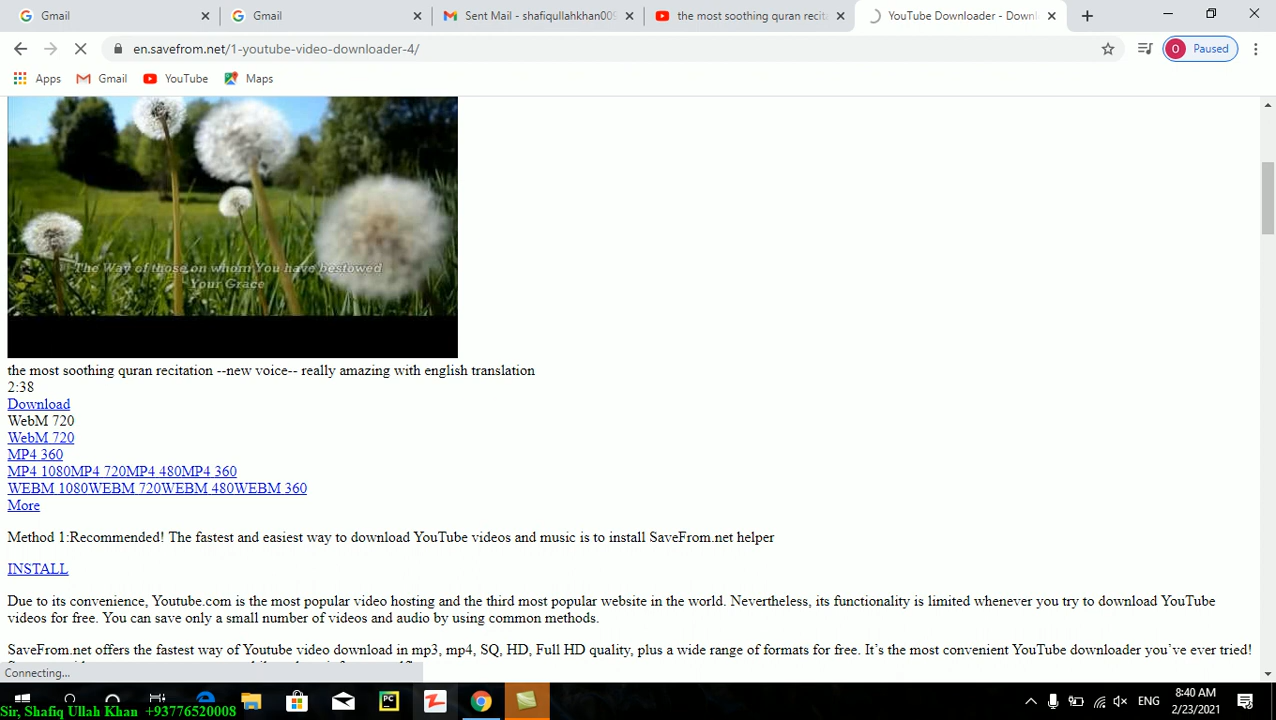 Gmail
Gmail
Sent Mail - shafiqullahkhan009
the most soothing quran recita
YouTube Downloader - Downl
en.savefrom.net/1-youtube-video-downloader-4/
O Paused
Apps Gmail YouTube Maps
The Way of those on whom You have bestowed
Your Grace
the most soothing quran recitation --new voice-- really amazing with english translation
2:38
Download
WebM 720
WebM 720
MP4 360
MP4 1080MP4 720MP4 480MP4 360
WEBM 1080WEBM 720WEBM 480WEBM 360
More
Method 1:Recommended! The fastest and easiest way to download YouTube videos and music is to install SaveFrom.net helper
INSTALL
Due to its convenience, Youtube.com is the most popular video hosting and the third most popular website in the world. Nevertheless, its functionality is limited whenever you try to download YouTube
videos for free. You can save only a small number of videos and audio by using common methods.
SaveFrom.net offers the fastest way of Youtube video download in mp3, mp4, SQ, HD, Full HD quality, plus a wide range of formats for free. It's the most convenient YouTube downloader you've ever tried!
Connecting...
PC
ENG
8:40 AM
2/23/2021
Sir, Shafiq Ullah Khan +93776520008